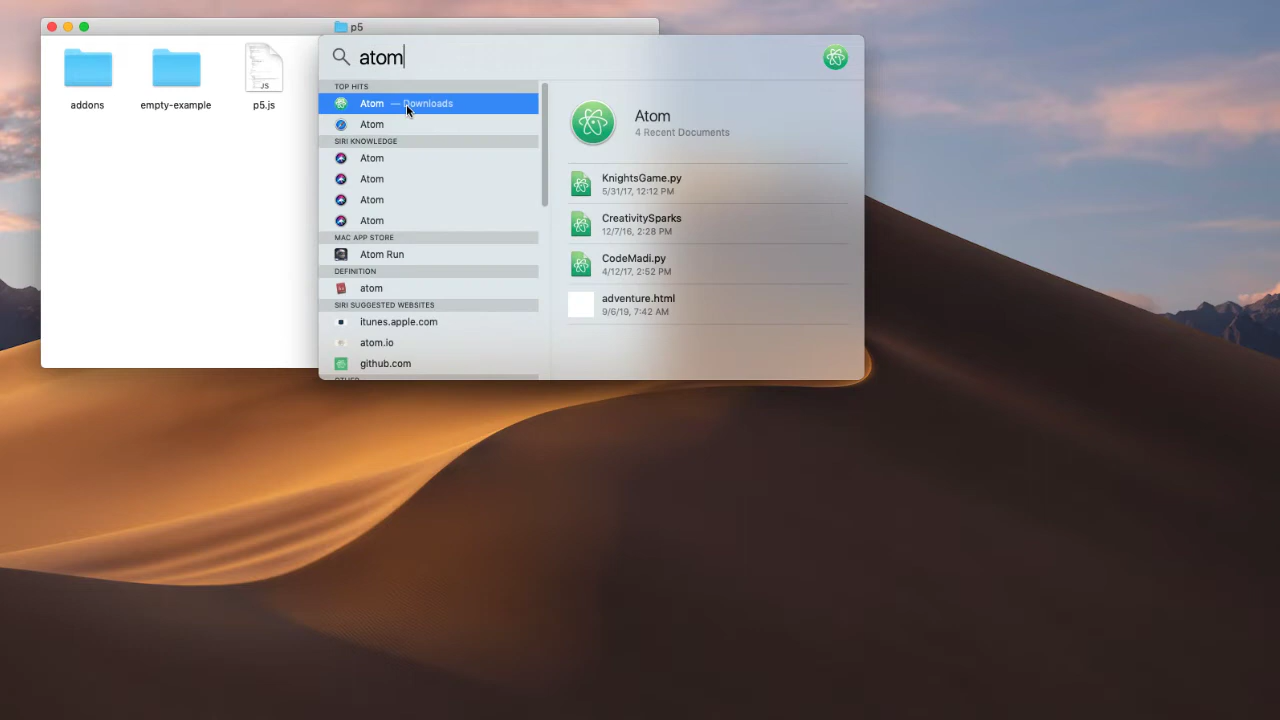 p5
addons
empty-example
JS
p5.js
atom
TOP HITS
Atom — Downloads
Atom
SIRI KNOWLEDGE
Atom
Atom
Atom
Atom
MAC APP STORE
Atom Run
DEFINITION
atom
SIRI SUGGESTED WEBSITES
itunes.apple.com
atom.io
github.com
OTHER
Atom
4 Recent Documents
KnightsGame.py
5/31/17, 12:12 PM
CreativitySparks
12/7/16, 2:28 PM
CodeMadi.py
4/12/17, 2:52 PM
adventure.html
9/6/19, 7:42 AM